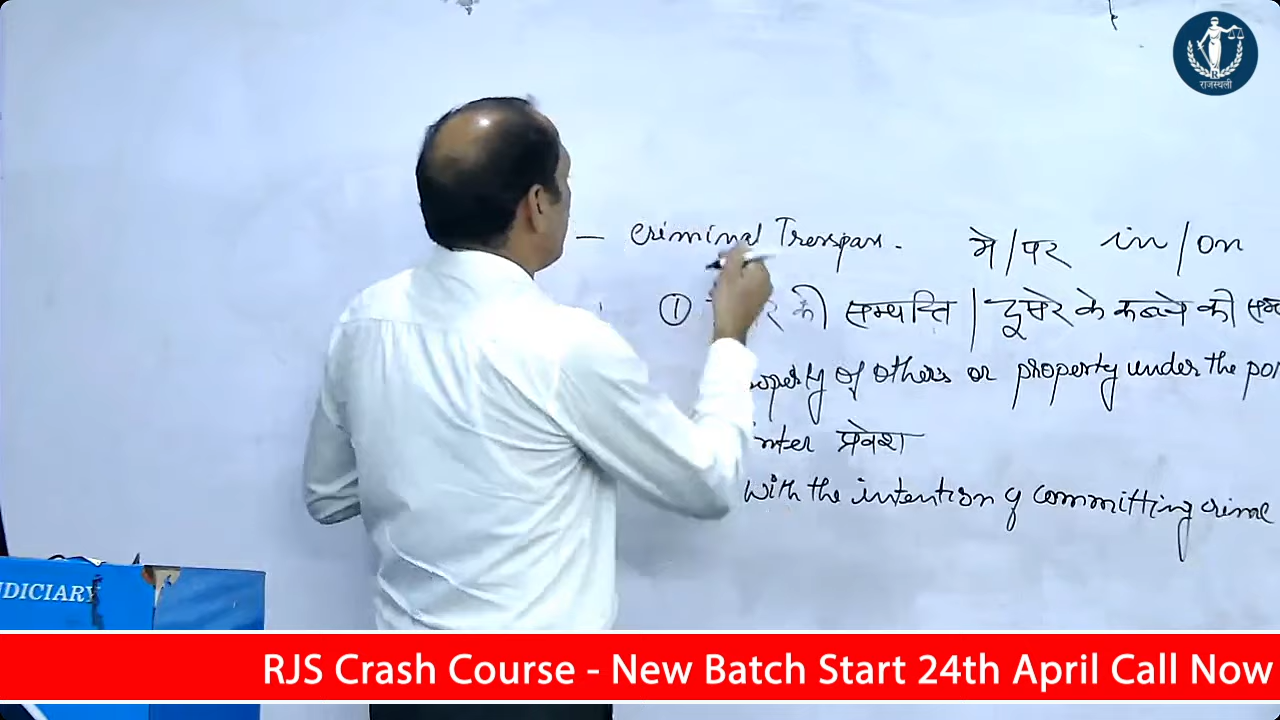 राजस्थली
— criminal Trespass. मे/पर in/on
① की सम्पत्ति | दूसरे के कब्जे की
property of others or property under the
enter प्रवेश
with the intention of committing crime
JUDICIARY
RJS Crash Course - New Batch Start 24th April Call Now